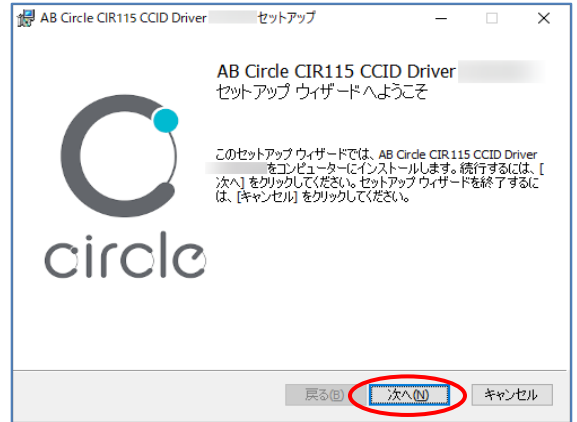 AB Circle CIR115 CCID Driver セットアップ
AB Circle CIR115 CCID Driver
セットアップ ウィザードへようこそ
このセットアップ ウィザードでは、AB Circle CIR115 CCID Driver
をコンピューターにインストールします。続行するには、[
次へ] をクリックしてください。セットアップ ウィザードを終了するに
は、[キャンセル] をクリックしてください。
circle
戻る(B)
次へ(N)
キャンセル